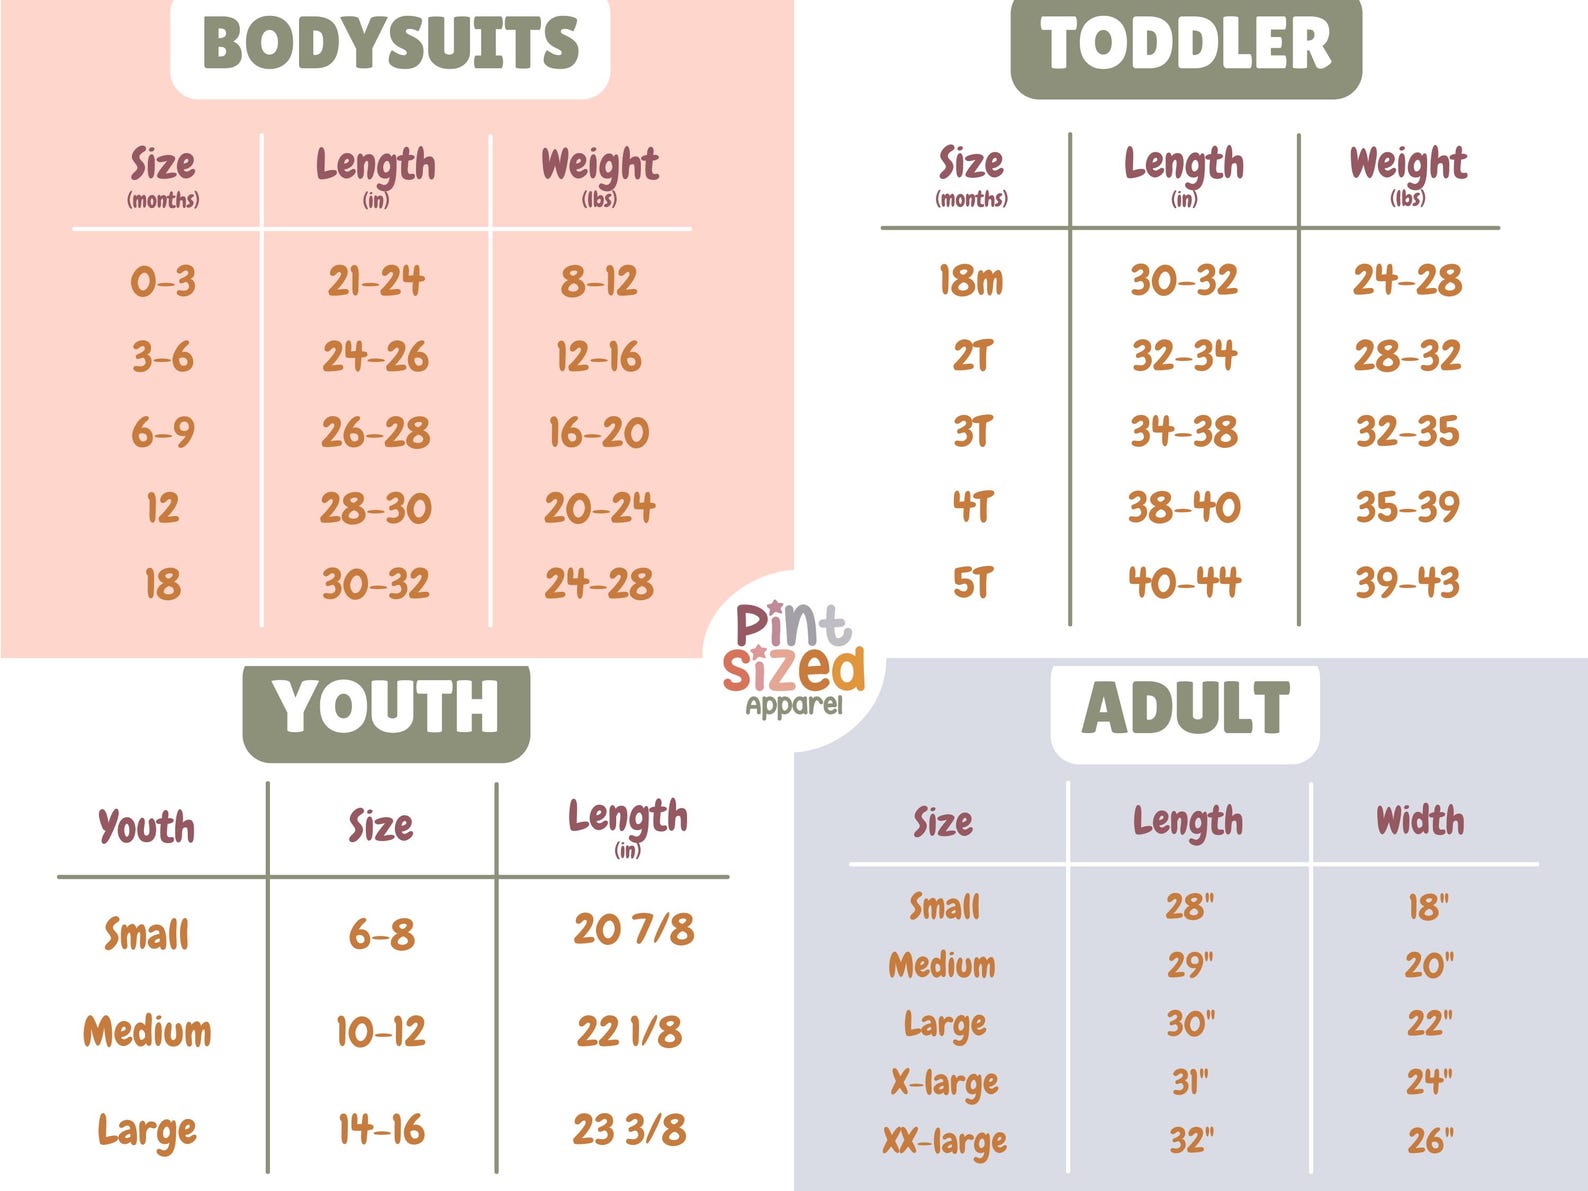 BODYSUITS
Size Length Weight
(months) (in) (lbs)
0-3 21-24 8-12
3-6 24-26 12-16
6-9 26-28 16-20
12 28-30 20-24
18 30-32 24-28
TODDLER
Size Length Weight
(months) (in) (lbs)
18m 30-32 24-28
2T 32-34 28-32
3T 34-38 32-35
4T 38-40 35-39
5T 40-44 39-43
Pint
Sized
Apparel
YOUTH
Youth Size Length
(in)
Small 6-8 20 7/8
Medium 10-12 22 1/8
Large 14-16 23 3/8
ADULT
Size Length Width
Small 28" 18"
Medium 29" 20"
Large 30" 22"
X-large 31" 24"
XX-large 32" 26"